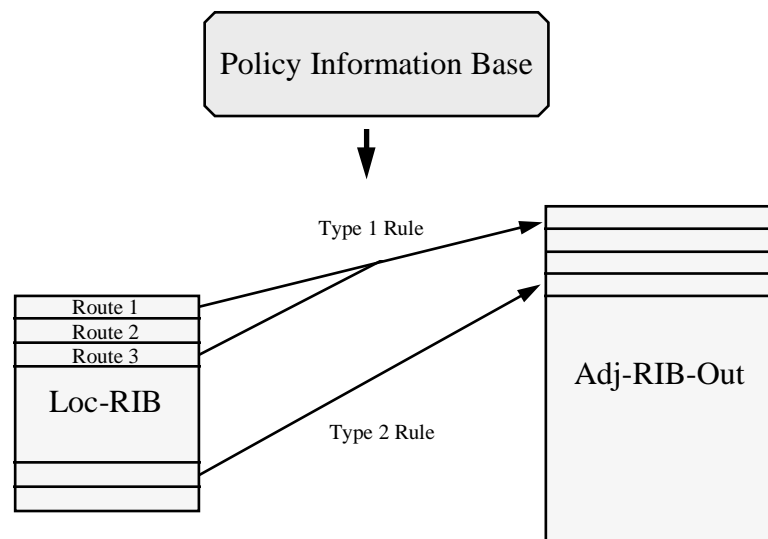 Policy Information Base
Type 1 Rule
Route 1
Route 2
Route 3
Loc-RIB
Adj-RIB-Out
Type 2 Rule